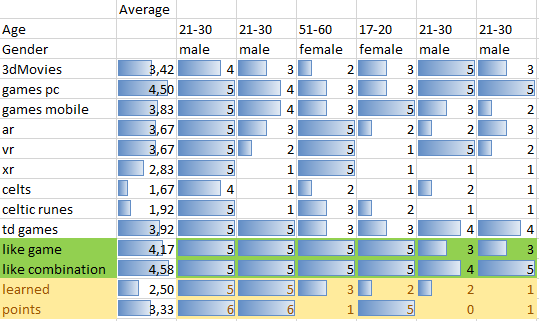 Average
Age 21-30 21-30 51-60 17-20 21-30 21-30
Gender male male female female male male
3dMovies 3,42 4 3 2 3 5 3
games pc 4,50 5 4 3 3 5 5
games mobile 3,83 5 4 3 5 3 2
ar 3,67 5 3 5 2 2 3
vr 3,67 5 2 5 1 5 2
xr 2,83 5 1 5 1 1 1
celts 1,67 4 1 2 1 2 1
celtic runes 1,92 5 1 3 2 1 1
td games 3,92 5 5 3 3 4 4
like game 4,17 5 5 5 5 3 3
like combination 4,58 5 5 5 5 4 5
learned 2,50 5 5 3 2 2 1
points 3,33 6 6 1 5 0 1